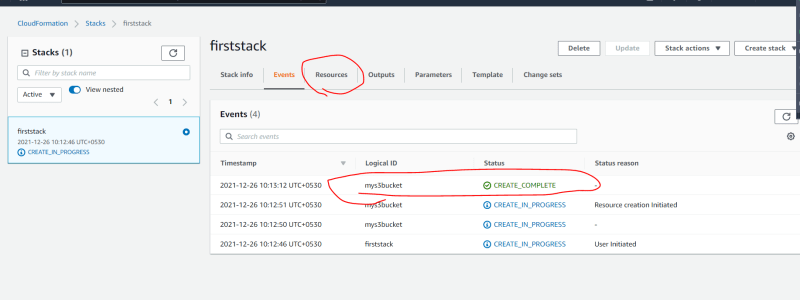 CloudFormation > Stacks > firststack
Stacks (1)
Filter by stack name
Active ▼ View nested
< 1 >
firststack
2021-12-26 10:12:46 UTC+0530
CREATE_IN_PROGRESS
firststack
Delete Update Stack actions ▼ Create stack ▼
Stack info Events Resources Outputs Parameters Template Change sets
Events (4)
Search events
Timestamp ▼ Logical ID Status Status reason
2021-12-26 10:13:12 UTC+0530 mys3bucket CREATE_COMPLETE -
2021-12-26 10:12:51 UTC+0530 mys3bucket CREATE_IN_PROGRESS Resource creation Initiated
2021-12-26 10:12:50 UTC+0530 mys3bucket CREATE_IN_PROGRESS -
2021-12-26 10:12:46 UTC+0530 firststack CREATE_IN_PROGRESS User Initiated